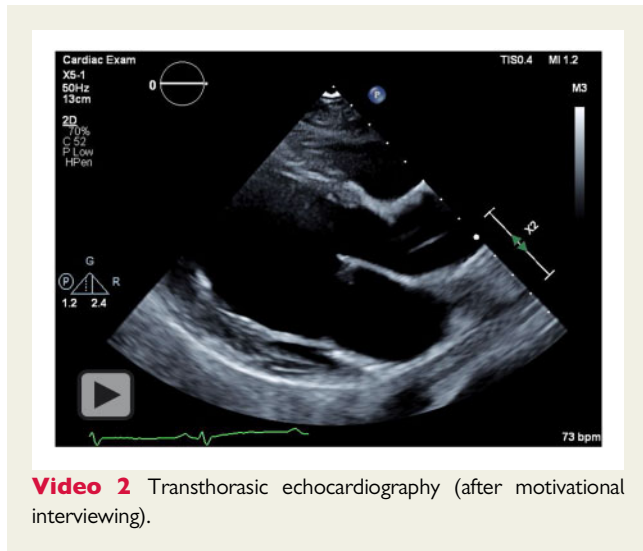 Cardiac Exam
X5-1
50Hz
13cm
2D
70%
C 52
P Low
HPen
0
TIS0.4 MI 1.2
M3
P
X2
G
P R
1.2 2.4
73 bpm
Video 2 Transthorasic echocardiography (after motivational
interviewing).